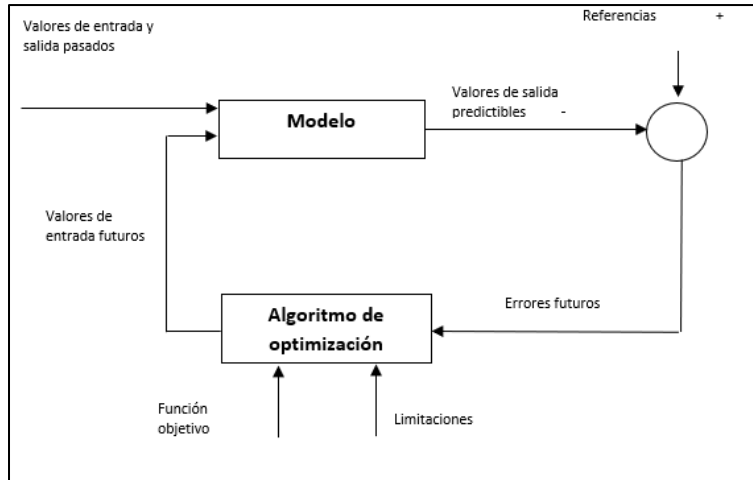 Referencias +
Valores de entrada y
salida pasados
Valores de salida
predictibles -
Modelo
Valores de
entrada futuros
Errores futuros
Algoritmo de
optimización
Función
objetivo
Limitaciones